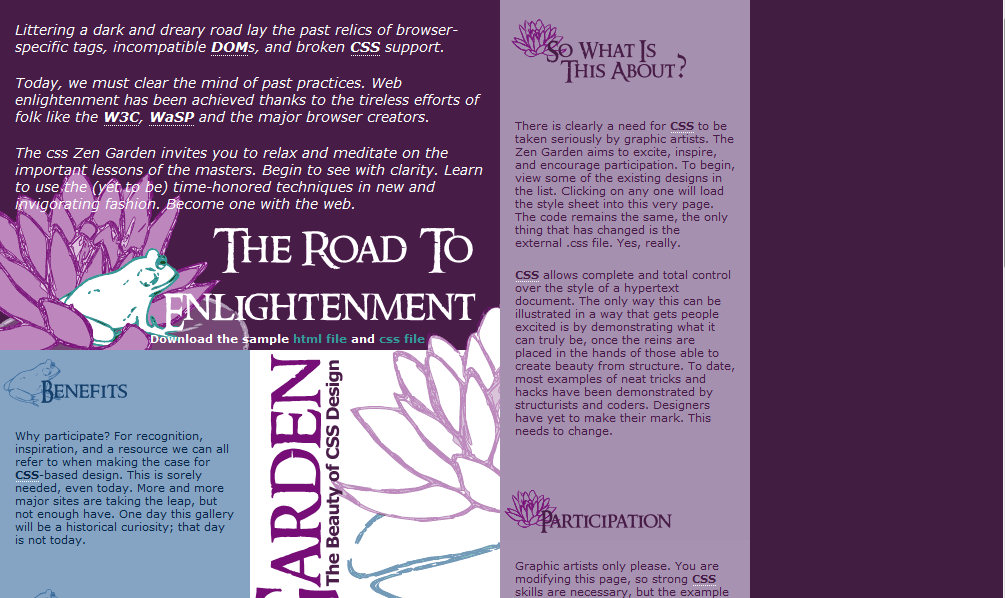 Littering a dark and dreary road lay the past relics of browser-
specific tags, incompatible DOMs, and broken CSS support.
Today, we must clear the mind of past practices. Web
enlightenment has been achieved thanks to the tireless efforts of
folk like the W3C, WaSP and the major browser creators.
The css Zen Garden invites you to relax and meditate on the
important lessons of the masters. Begin to see with clarity. Learn
to use the (yet to be) time-honored techniques in new and
invigorating fashion. Become one with the web.
The Road To
Enlightenment
Download the sample html file and css file
Benefits
Why participate? For recognition,
inspiration, and a resource we can all
refer to when making the case for
CSS-based design. This is sorely
needed, even today. More and more
major sites are taking the leap, but
not enough have. One day this gallery
will be a historical curiosity; that day
is not today.
GARDEN
The Beauty of CSS Design
So What Is
This About?
There is clearly a need for CSS to be
taken seriously by graphic artists. The
Zen Garden aims to excite, inspire,
and encourage participation. To begin,
view some of the existing designs in
the list. Clicking on any one will load
the style sheet into this very page.
The code remains the same, the only
thing that has changed is the
external .css file. Yes, really.
CSS allows complete and total control
over the style of a hypertext
document. The only way this can be
illustrated in a way that gets people
excited is by demonstrating what it
can truly be, once the reins are
placed in the hands of those able to
create beauty from structure. To date,
most examples of neat tricks and
hacks have been demonstrated by
structurists and coders. Designers
have yet to make their mark. This
needs to change.
Participation
Graphic artists only please. You are
modifying this page, so strong CSS
skills are necessary, but the example